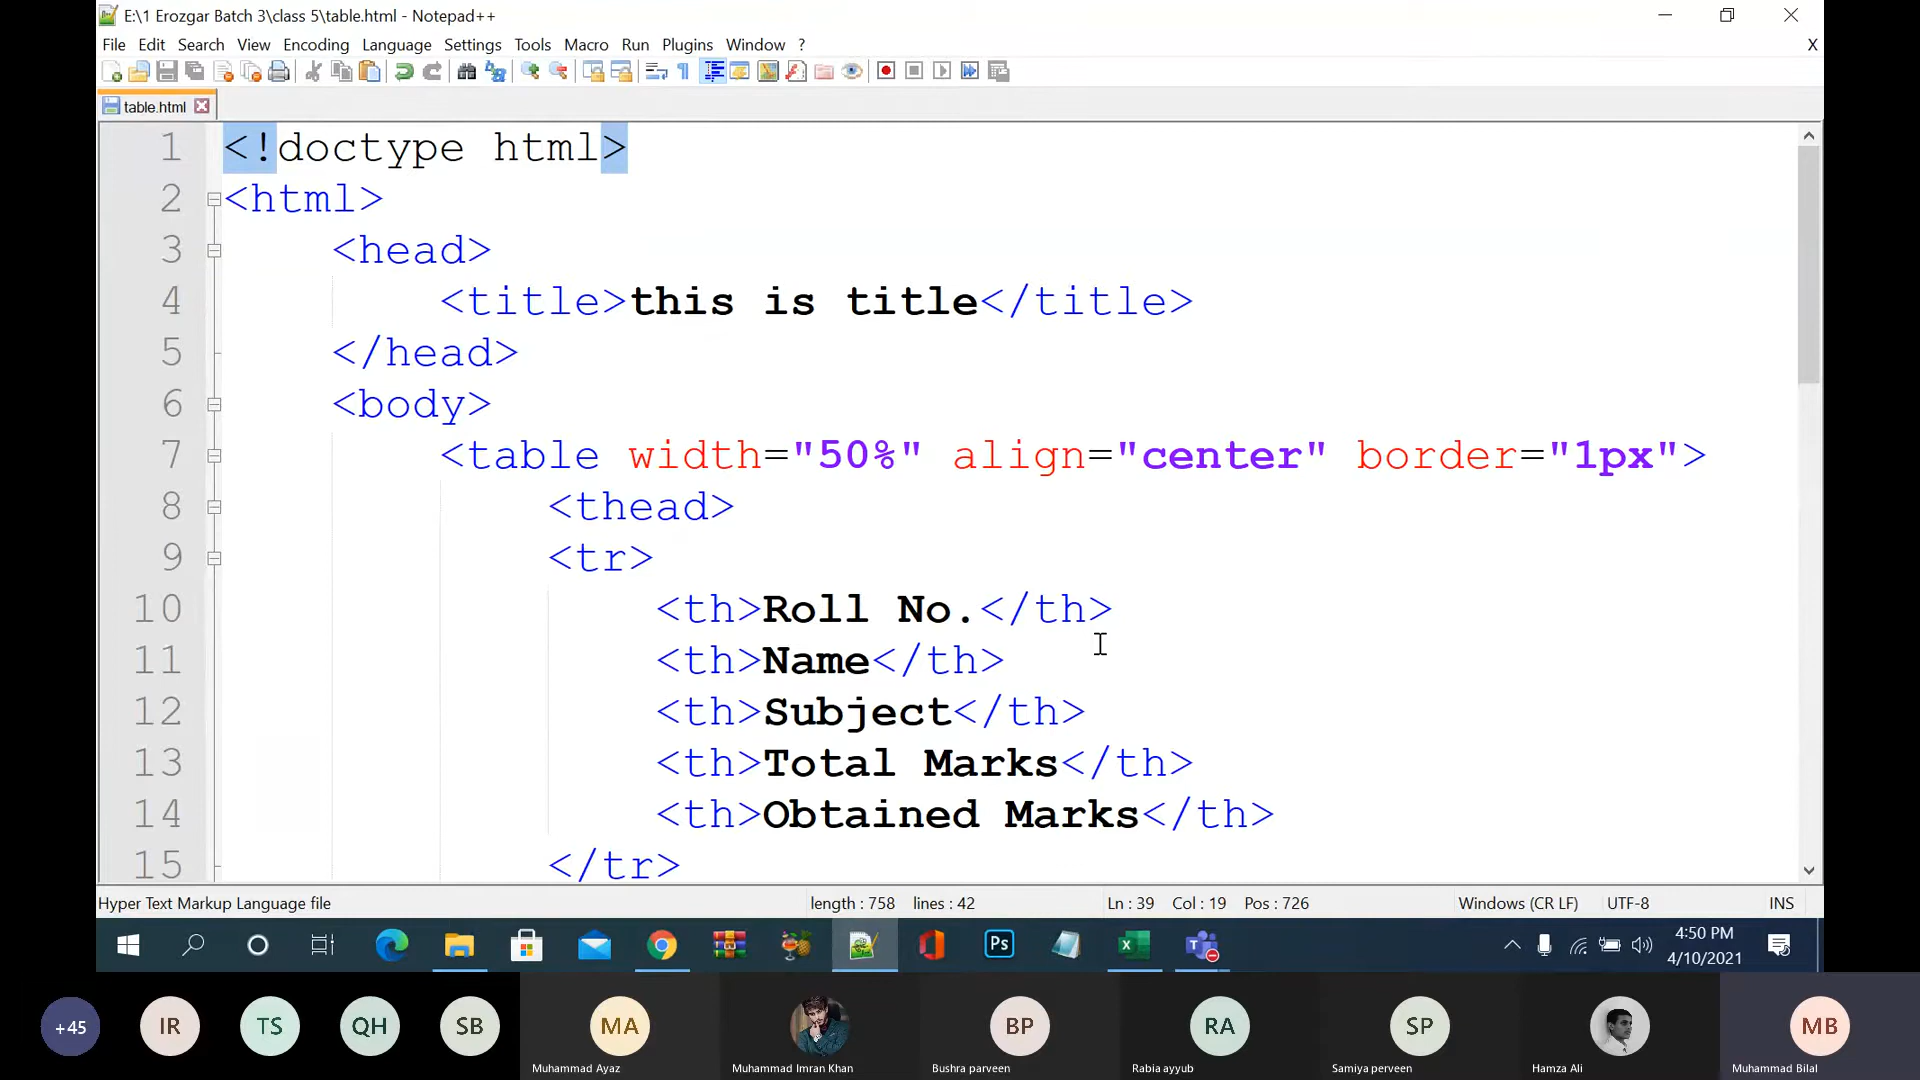 E:\1 Erozgar Batch 3\class 5\table.html - Notepad++
File Edit Search View Encoding Language Settings Tools Macro Run Plugins Window ? X
table.html
1 <!doctype html>
2 <html>
3 <head>
4 <title>this is title</title>
5 </head>
6 <body>
7 <table width="50%" align="center" border="1px">
8 <thead>
9 <tr>
10 <th>Roll No.</th>
11 <th>Name</th>
12 <th>Subject</th>
13 <th>Total Marks</th>
14 <th>Obtained Marks</th>
15 </tr>
Hyper Text Markup Language file length : 758 lines : 42 Ln : 39 Col : 19 Pos : 726 Windows (CR LF) UTF-8 INS
Ps
4:50 PM
4/10/2021
+45 IR TS QH SB MA BP RA SP MB
Muhammad Ayaz Muhammad Imran Khan Bushra parveen Rabia ayyub Samiya perveen Hamza Ali Muhammad Bilal